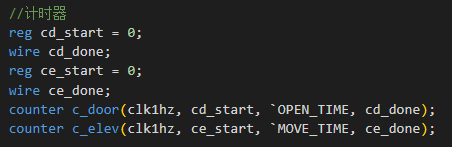 //计时器
reg cd_start = 0;
wire cd_done;
reg ce_start = 0;
wire ce_done;
counter c_door(clk1hz, cd_start, `OPEN_TIME, cd_done);
counter c_elev(clk1hz, ce_start, `MOVE_TIME, ce_done);